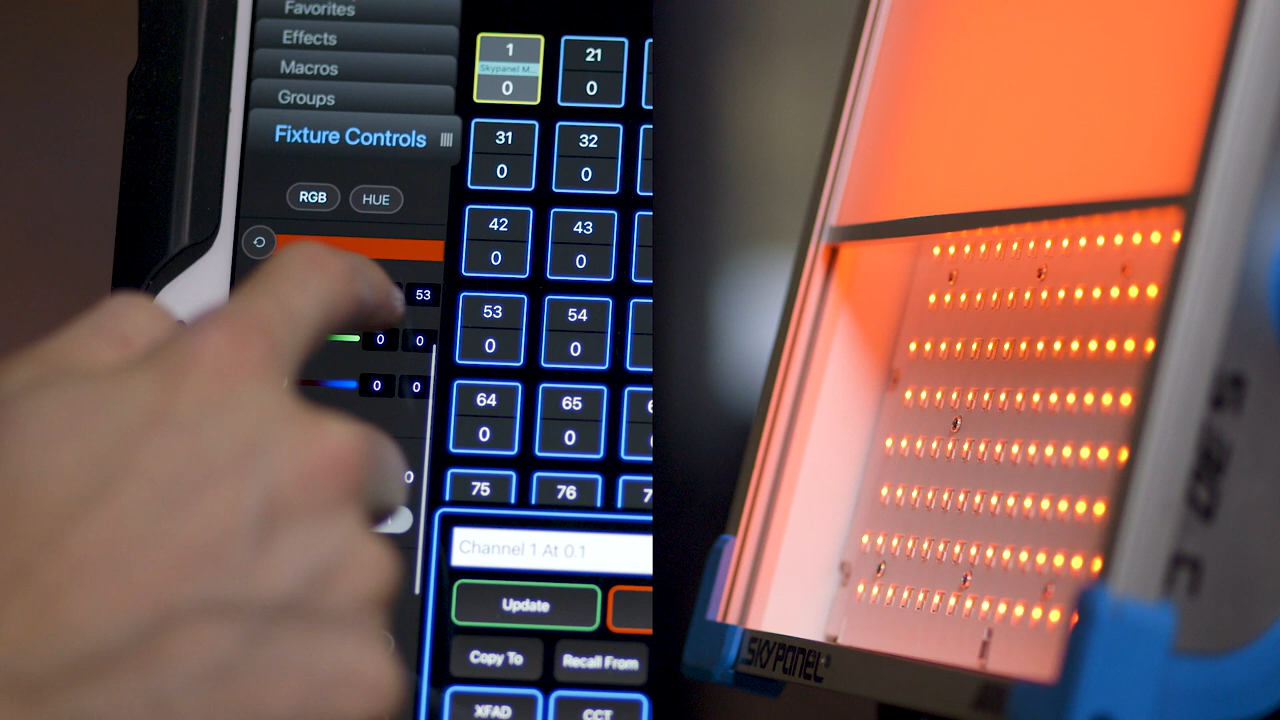 Favorites
Effects
Macros
Groups
Fixture Controls
RGB HUE
53
0 0
0 0
0
1 21
Skypanel M...
0 0
31 32
0 0
42 43
0 0
53 54
0 0
64 65
0 0
75 76
Channel 1 At 0.1
Update
Copy To Recall From
XFAD CCT
SKYPANEL